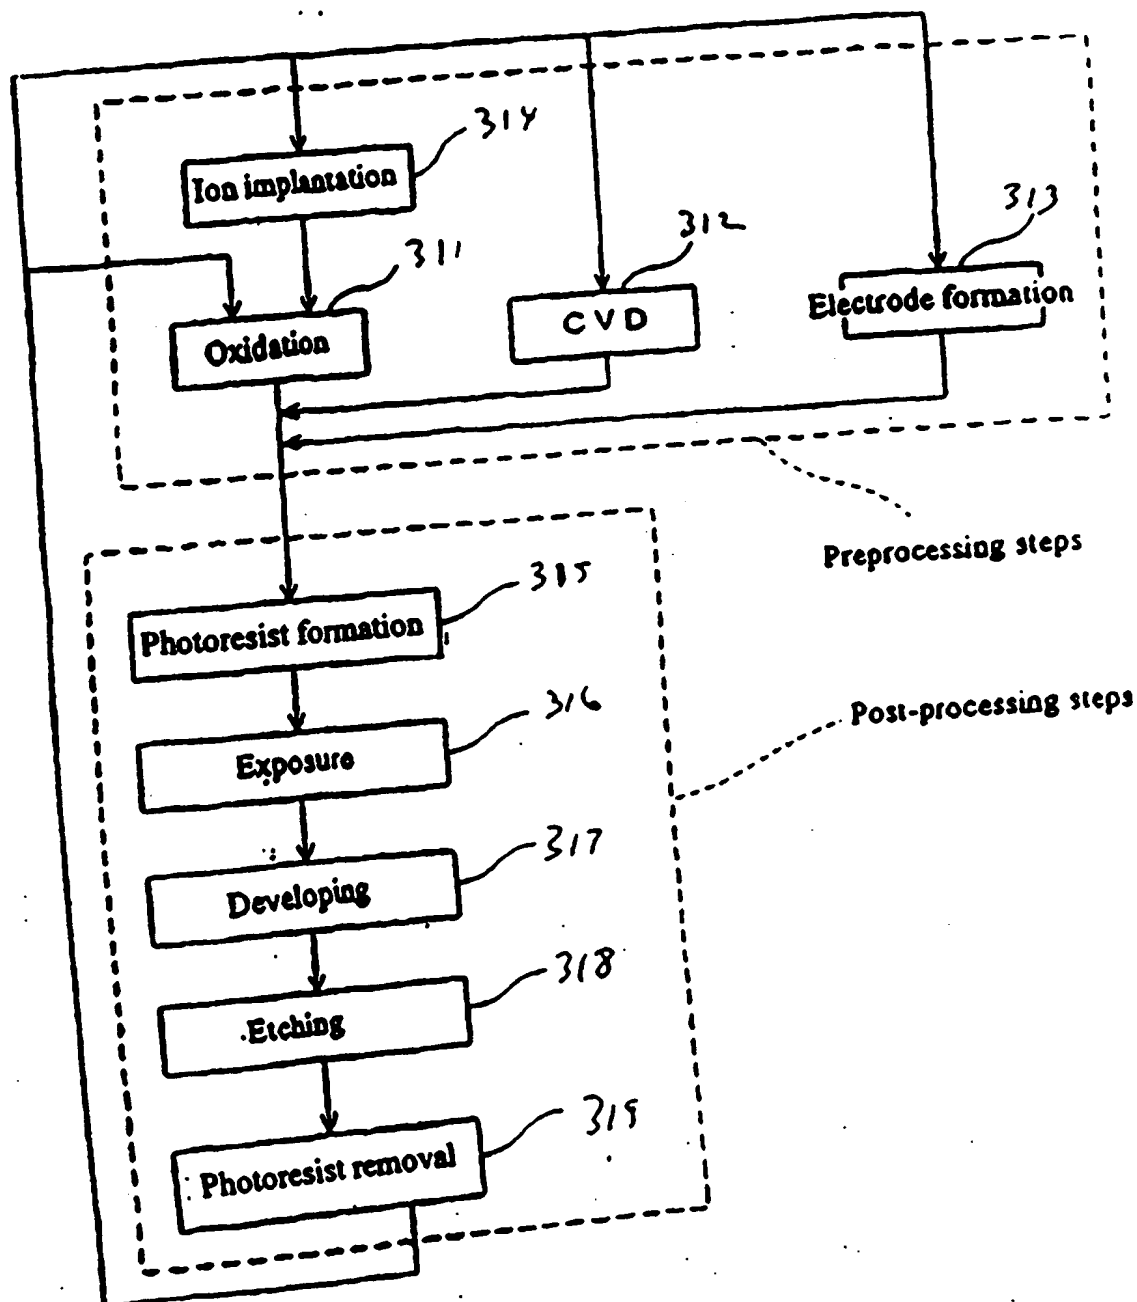 314
Ion implantation
313
312
311
Electrode formation
CVD
Oxidation
Preprocessing steps
315
Photoresist formation
316
Post-processing steps
Exposure
317
Developing
318
Etching
319
Photoresist removal